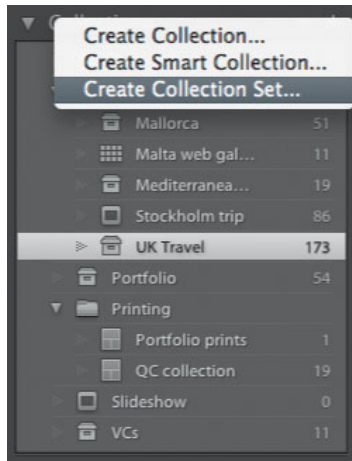 Create Collection...
Create Smart Collection...
Create Collection Set...
Mallorca 51
Malta web gal... 11
Mediterranea... 19
Stockholm trip 86
UK Travel 173
Portfolio 54
Printing
Portfolio prints 1
QC collection 19
Slideshow 0
VCs 11